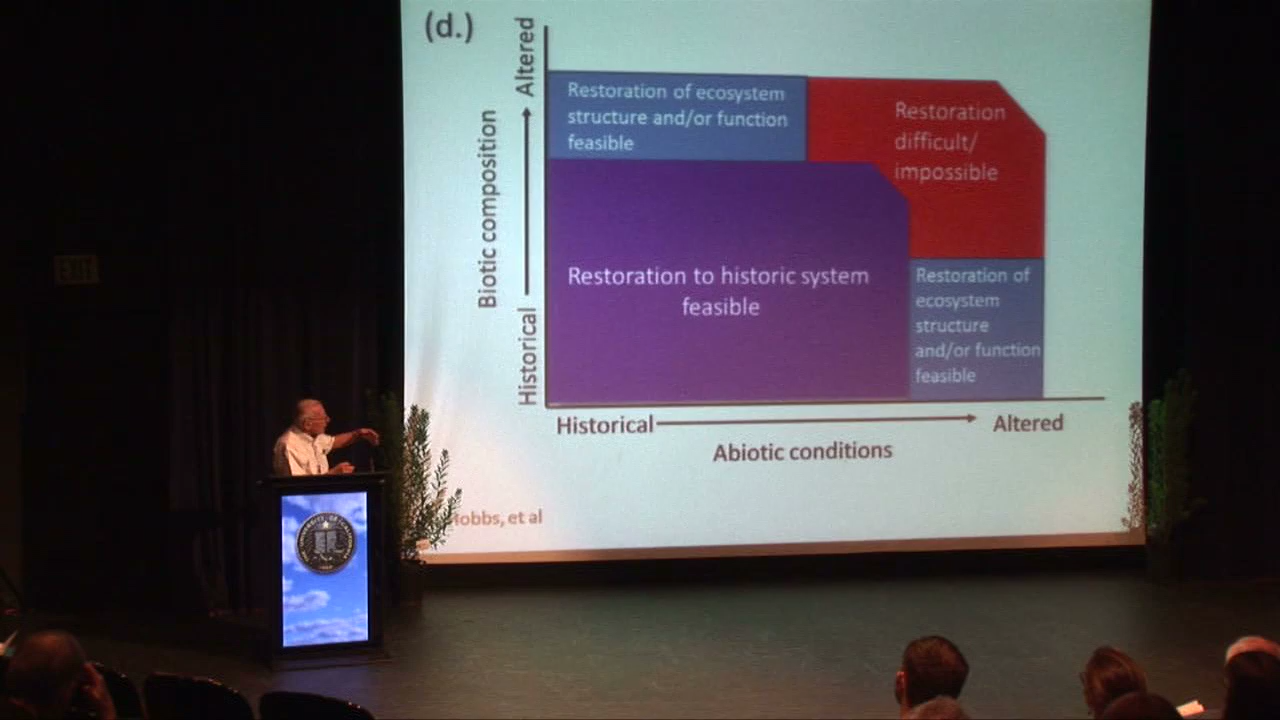 (d.)
Altered
Biotic composition
Historical
Restoration of ecosystem
structure and/or function
feasible
Restoration
difficult/
impossible
Restoration to historic system
feasible
Restoration of
ecosystem
structure
and/or function
feasible
Historical
Altered
Abiotic conditions
obbs, et al
EXIT